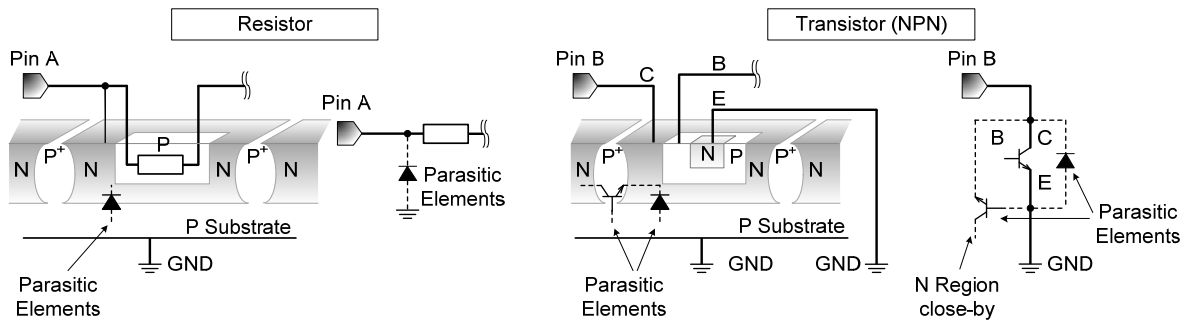 Resistor
Transistor (NPN)
Pin A
Pin A
P
N
P+
N
P+
N
N
Parasitic
Elements
P Substrate
GND
Parasitic
Elements
Pin B
C
B
E
N
P+
N
N
P
P+
N
P Substrate
GND
GND
Parasitic
Elements
Pin B
B
C
E
Parasitic
Elements
GND
N Region
close-by